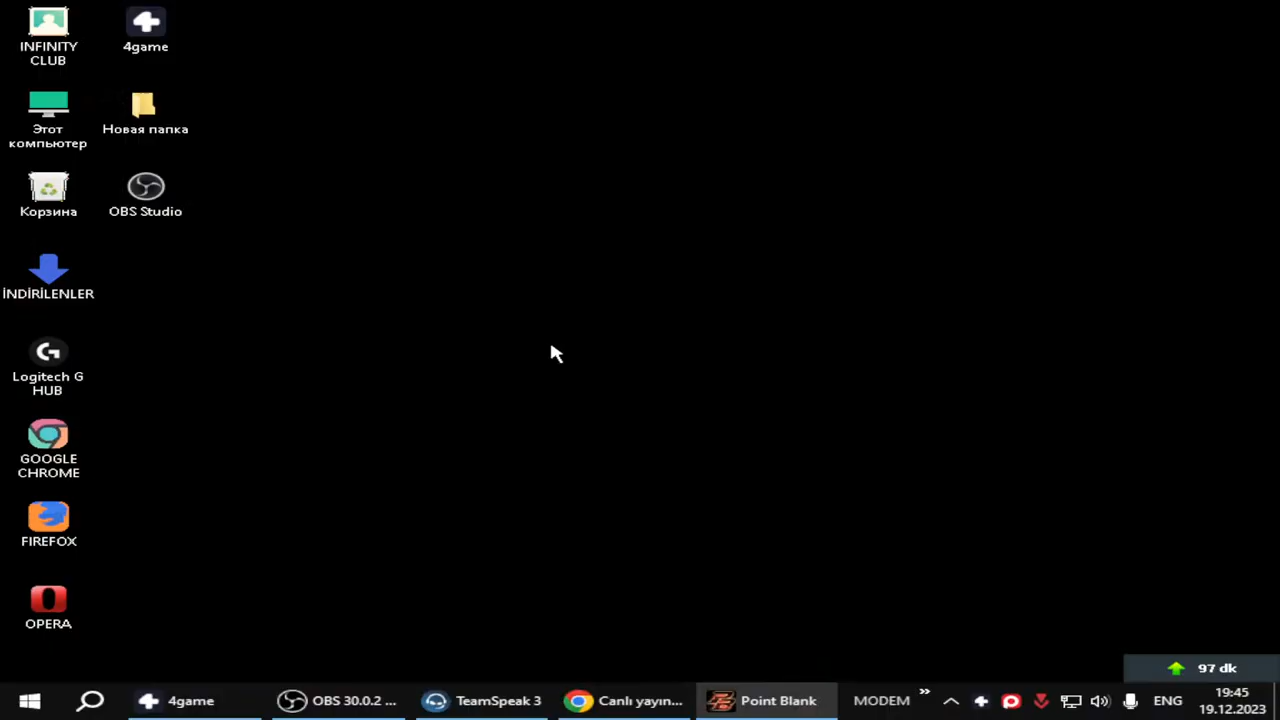 INFINITY
CLUB
4game
Этот
компьютер
Новая папка
Корзина
OBS Studio
İNDİRİLENLER
Logitech G
HUB
GOOGLE
CHROME
FIREFOX
OPERA
97 dk
4game
OBS 30.0.2 ...
TeamSpeak 3
Canlı yayın...
Point Blank
MODEM
ENG
19:45
19.12.2023